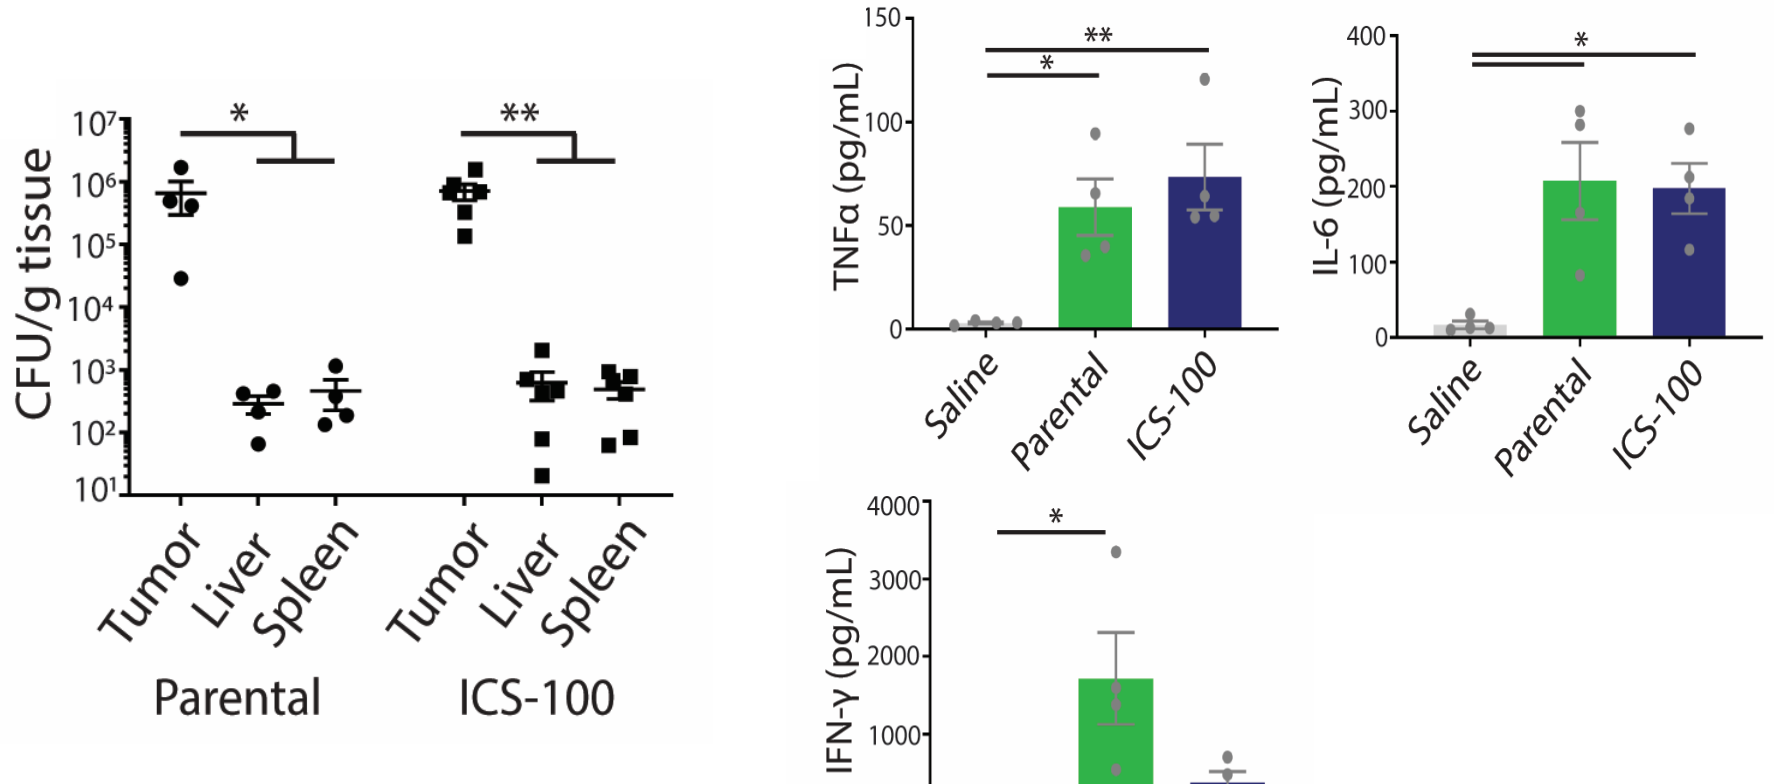 CFU/g tissue
10⁷
10⁶
10⁵
10⁴
10³
10²
10¹
*
**
Tumor
Liver
Spleen
Tumor
Liver
Spleen
Parental
ICS-100
TNFα (pg/mL)
150
100
50
0
**
*
Saline
Parental
ICS-100
IL-6 (pg/mL)
400
300
200
100
0
*
Saline
Parental
ICS-100
IFN-γ (pg/mL)
4000
3000
2000
1000
*